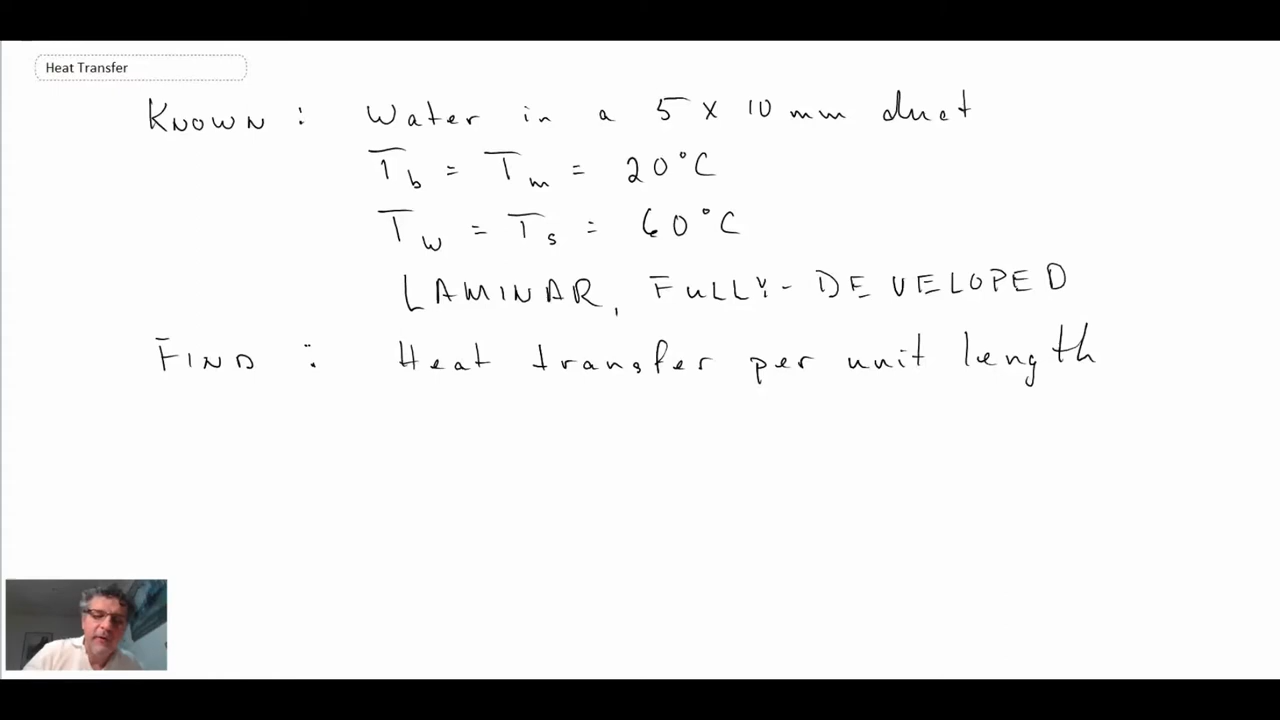 Heat Transfer
KNOWN : Water in a 5 x 10 mm duct
T_b = T_m = 20°C
T_w = T_s = 60°C
LAMINAR, FULLY-DEVELOPED
FIND : Heat transfer per unit length